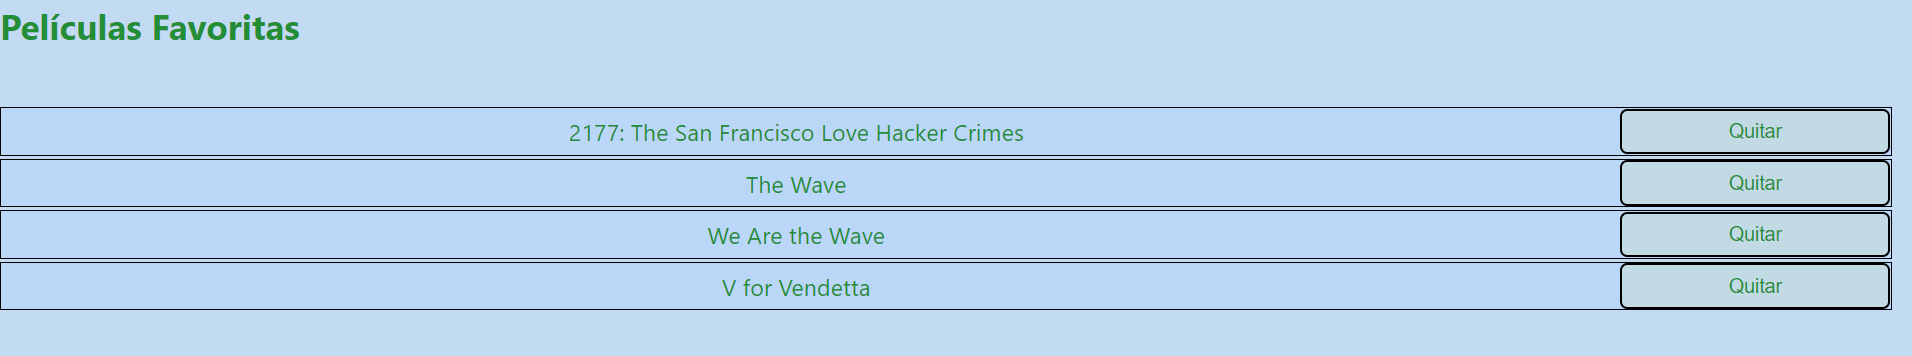 Películas Favoritas
2177: The San Francisco Love Hacker Crimes Quitar
The Wave Quitar
We Are the Wave Quitar
V for Vendetta Quitar